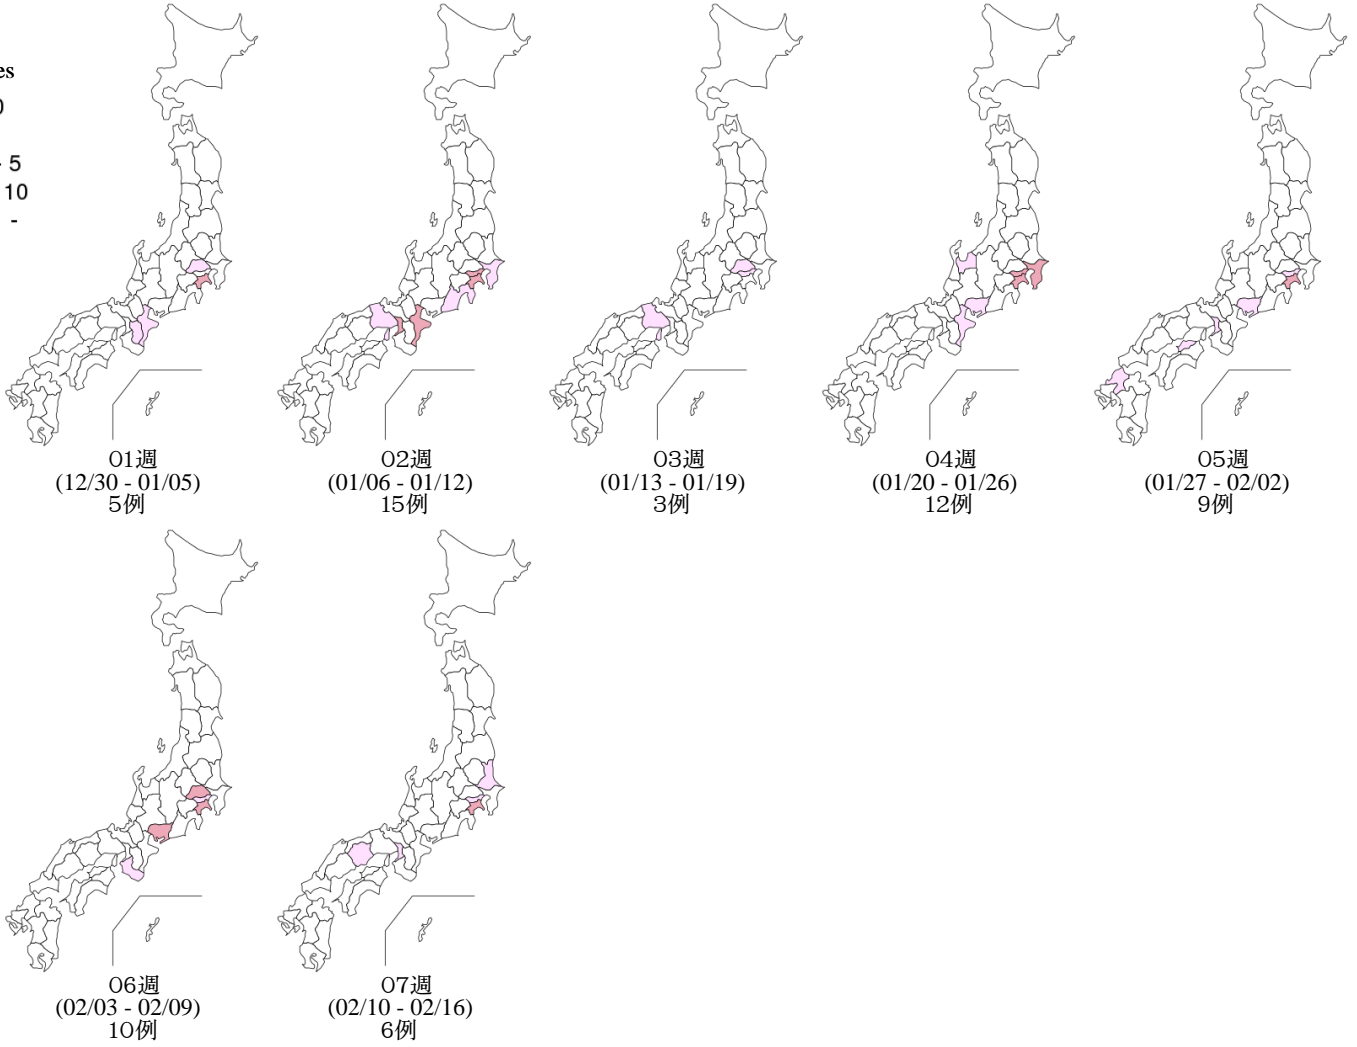 es
0
- 5
10
-
01週
(12/30 - 01/05)
5例
02週
(01/06 - 01/12)
15例
03週
(01/13 - 01/19)
3例
04週
(01/20 - 01/26)
12例
05週
(01/27 - 02/02)
9例
06週
(02/03 - 02/09)
10例
07週
(02/10 - 02/16)
6例